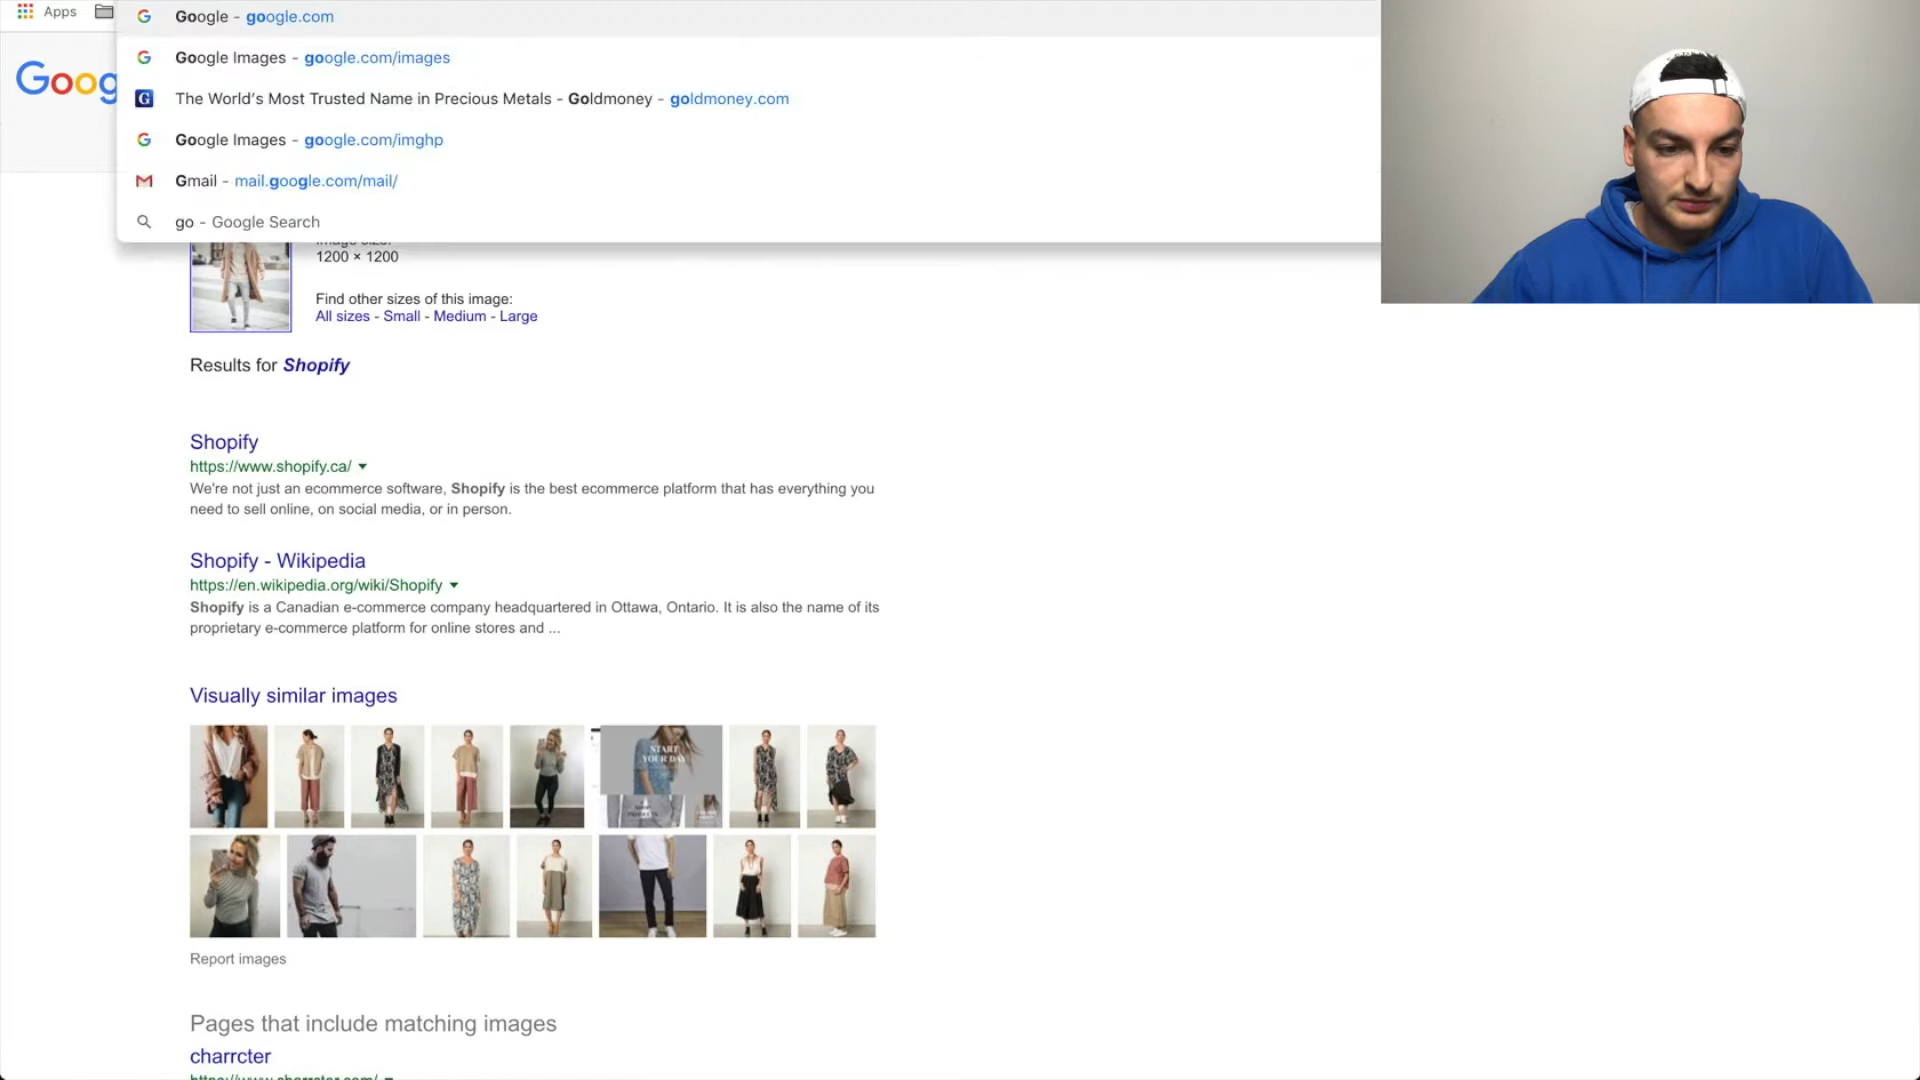 Apps
Google - google.com
Google Images - google.com/images
Goog
The World's Most Trusted Name in Precious Metals - Goldmoney - goldmoney.com
Google Images - google.com/imghp
Gmail - mail.google.com/mail/
go - Google Search
Image size:
1200 × 1200
Find other sizes of this image:
All sizes - Small - Medium - Large
Results for Shopify
Shopify
https://www.shopify.ca/
We're not just an ecommerce software, Shopify is the best ecommerce platform that has everything you
need to sell online, on social media, or in person.
Shopify - Wikipedia
https://en.wikipedia.org/wiki/Shopify
Shopify is a Canadian e-commerce company headquartered in Ottawa, Ontario. It is also the name of its
proprietary e-commerce platform for online stores and ...
Visually similar images
START
YOUR DAY
Report images
Pages that include matching images
charrcter
https://www.charrcter.com/